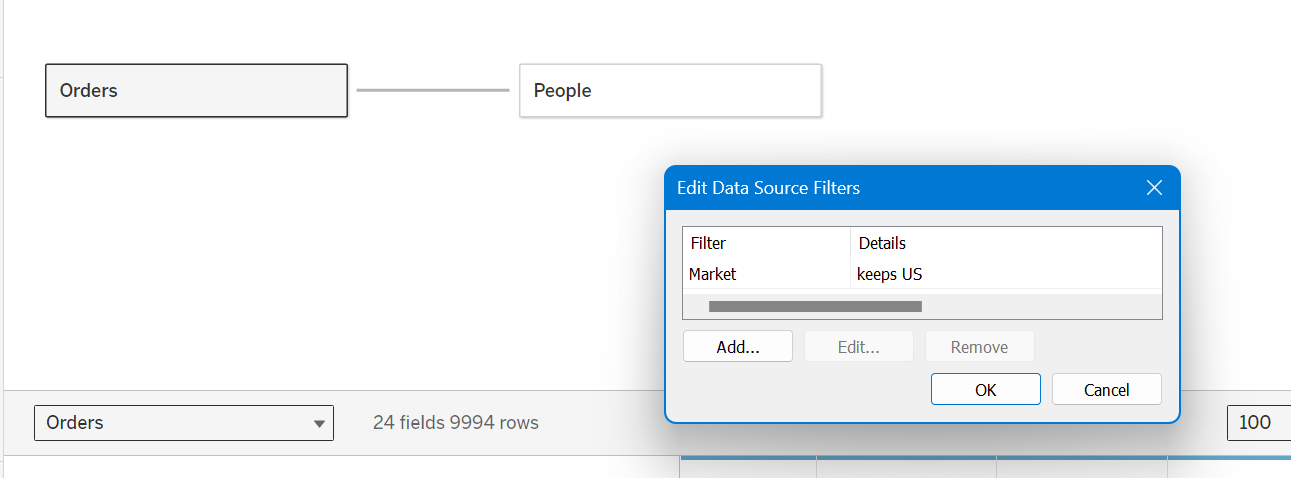 Orders
People
Edit Data Source Filters
Filter Details
Market keeps US
Add... Edit... Remove
OK Cancel
Orders 24 fields 9994 rows 100